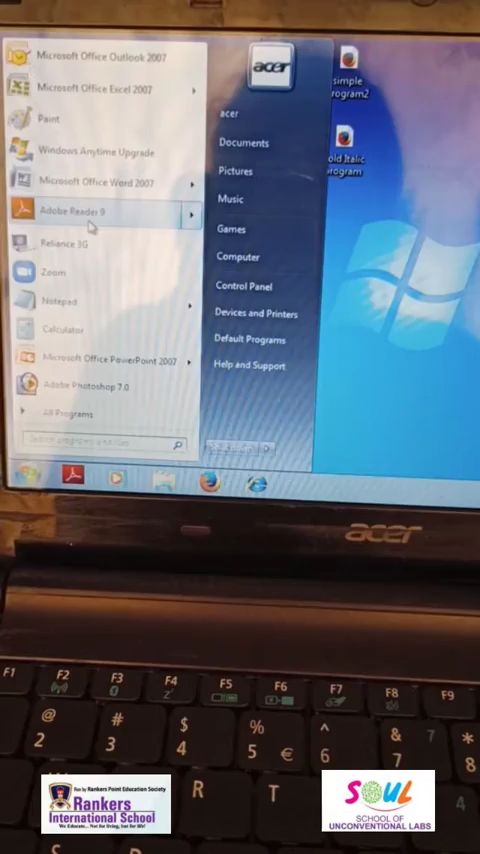 Microsoft Office Outlook 2007
Microsoft Office Excel 2007
Paint
Windows Anytime Upgrade
Microsoft Office Word 2007
Adobe Reader 9
Reliance 3G
Zoom
Notepad
Calculator
Microsoft Office PowerPoint 2007
Adobe Photoshop 7.0
All Programs
Search programs and files
acer
acer
Documents
Pictures
Music
Games
Computer
Control Panel
Devices and Printers
Default Programs
Help and Support
simple
rogram2
old Italic
rogram
acer
F1 F2 F3 F4 F5 F6 F7 F8 F9
@ # $ % ^ & 7 *
2 3 4 5 € 6 7 8
R T 4
Run by Rankers Point Education Society
Rankers
International School
We Educate... Not for living, but for life!
SOUL
SCHOOL OF
UNCONVENTIONAL LABS